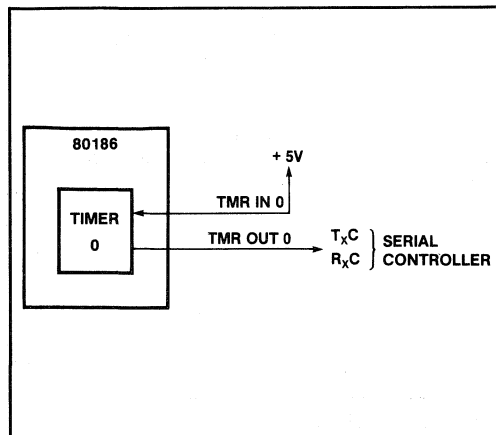 80186
+ 5V
TIMER
0
TMR IN 0
TMR OUT 0
TXC
RXC
SERIAL
CONTROLLER